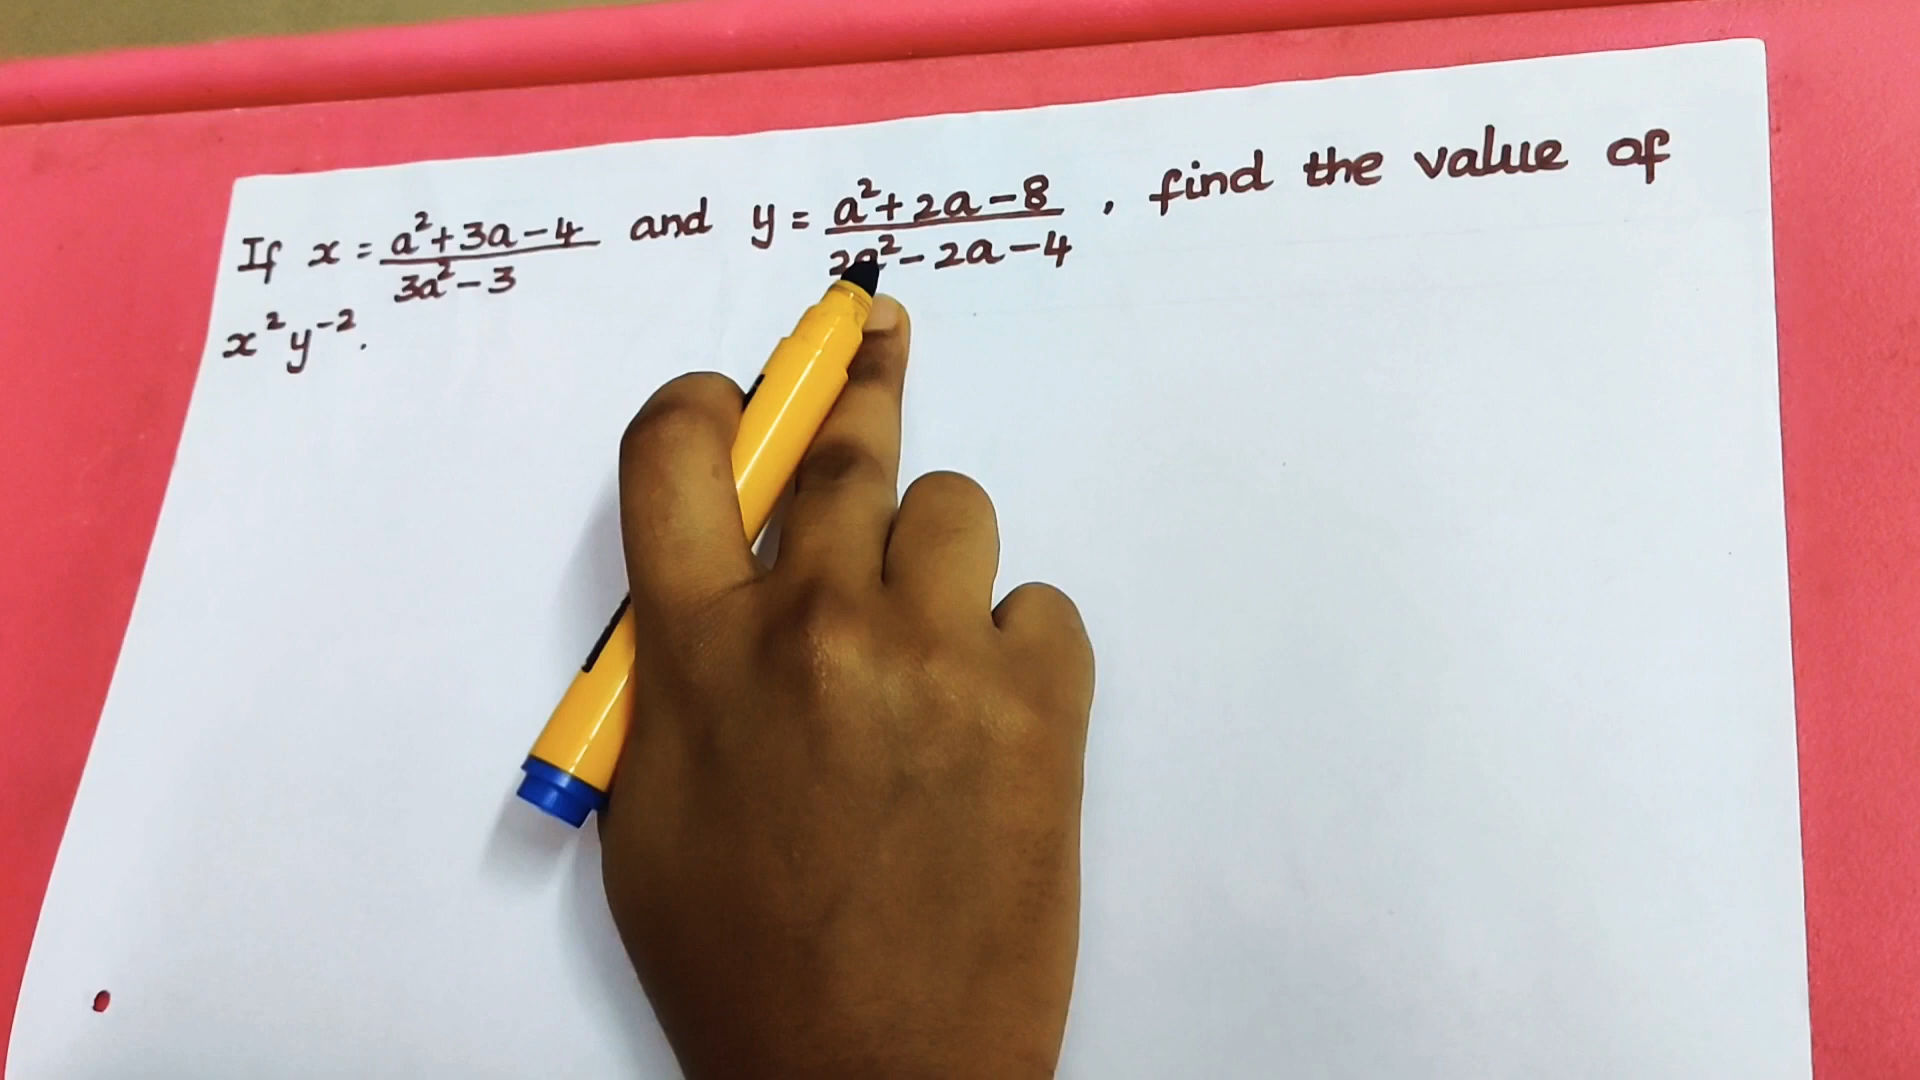 If x = (a²+3a-4)/(3a²-3) and y = (a²+2a-8)/(2a²-2a-4), find the value of
x²y⁻².